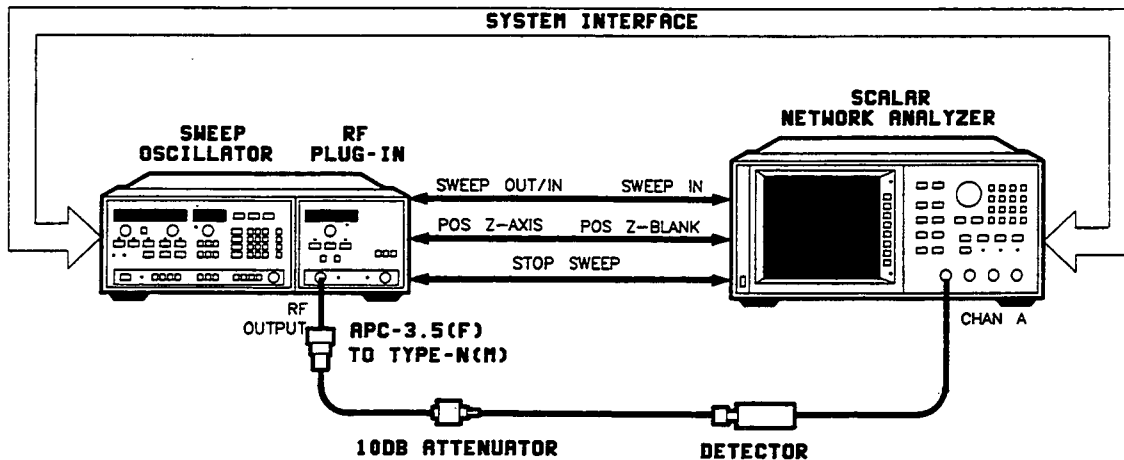 SYSTEM INTERFACE
SCALAR
NETWORK ANALYZER
SWEEP
OSCILLATOR
RF
PLUG-IN
SWEEP OUT/IN
SWEEP IN
POS Z-AXIS
POS Z-BLANK
STOP SWEEP
RF
OUTPUT
CHAN A
APC-3.5(F)
TO TYPE-N(M)
10DB ATTENUATOR
DETECTOR